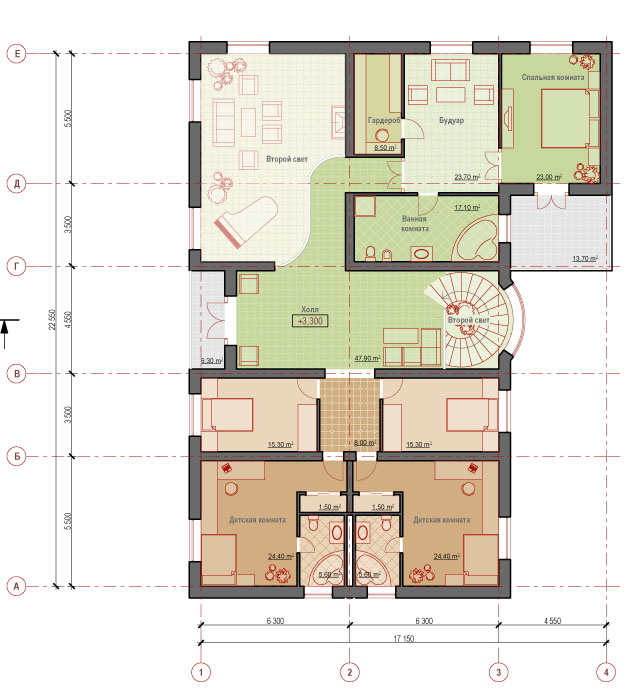 Е
Спальная комната
5.500
Гардероб
Будуар
8.50 m²
Второй свет
23.70 m²
23.00 m²
Д
3.500
17.10 m²
Ванная
комната
13.70 m²
Г
22.550
4.550
Холл
+3,300
Второй свет
47.90 m²
6.30 m²
В
3.500
15.30 m²
8.00 m²
15.30 m²
Б
5.500
1.50 m²
1.50 m²
Детская комната
Детская комната
24.40 m²
24.40 m²
5.60 m²
5.60 m²
А
6 300
6 300
4 550
17 150
1
2
3
4